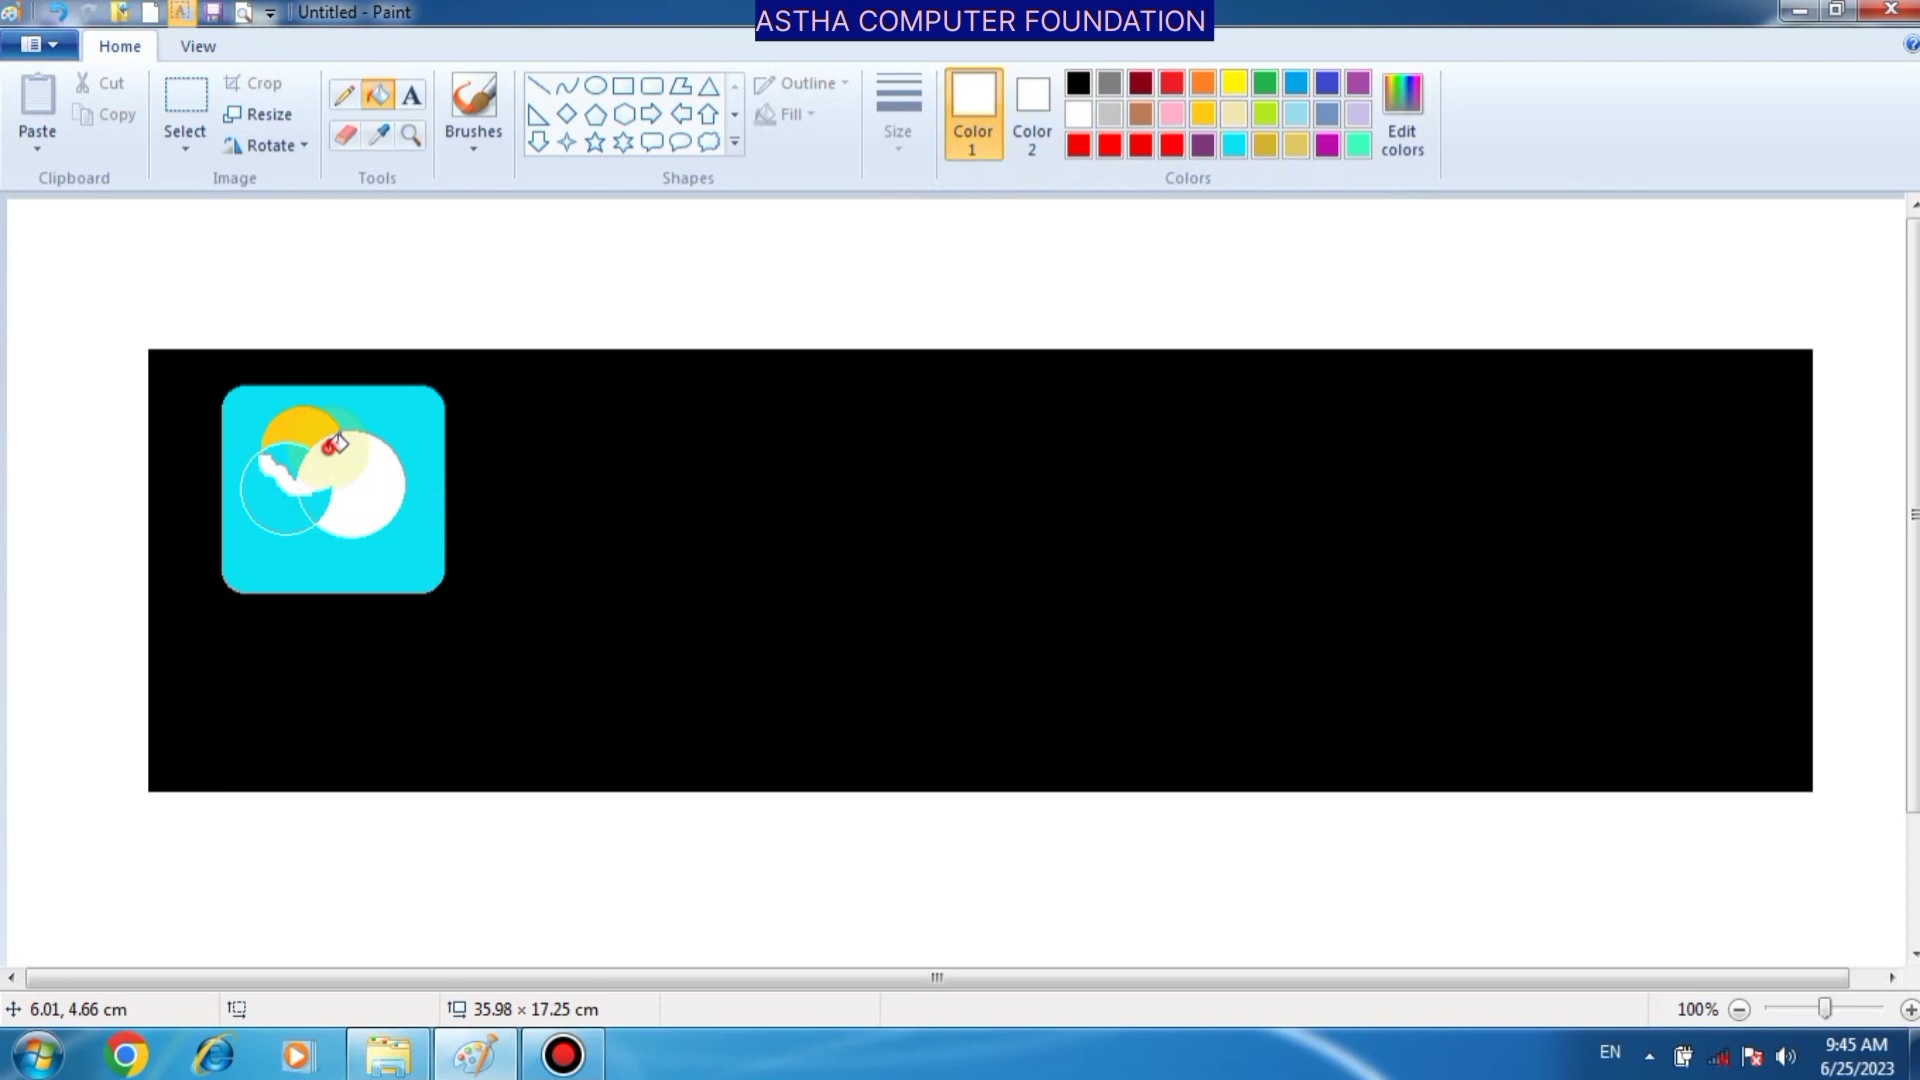 Untitled - Paint
ASTHA COMPUTER FOUNDATION
Home
View
Paste
Cut
Copy
Clipboard
Select
Crop
Resize
Rotate
Image
A
Tools
Brushes
Shapes
Outline
Fill
Size
Color 1
Color 2
Edit colors
Colors
6.01, 4.66 cm
35.98 × 17.25 cm
100%
EN
9:45 AM
6/25/2023